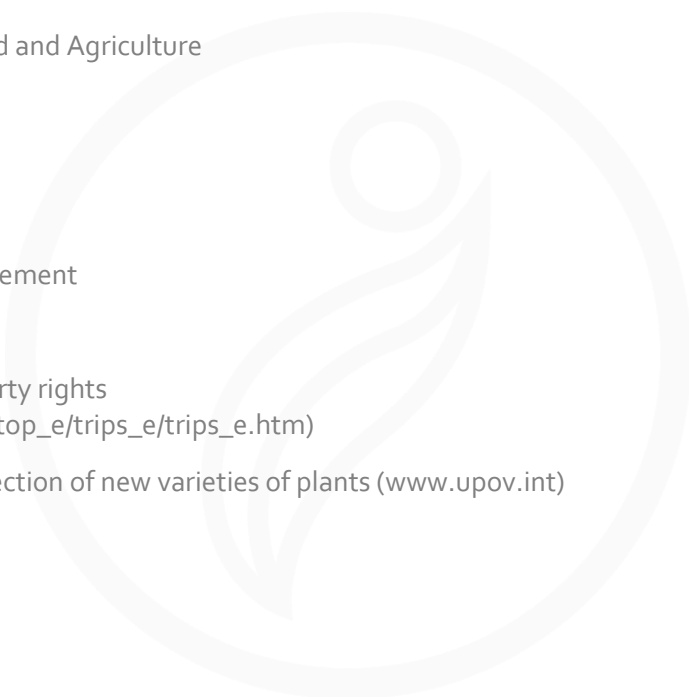 d and Agriculture
ement
rty rights
top_e/trips_e/trips_e.htm)
ection of new varieties of plants (www.upov.int)